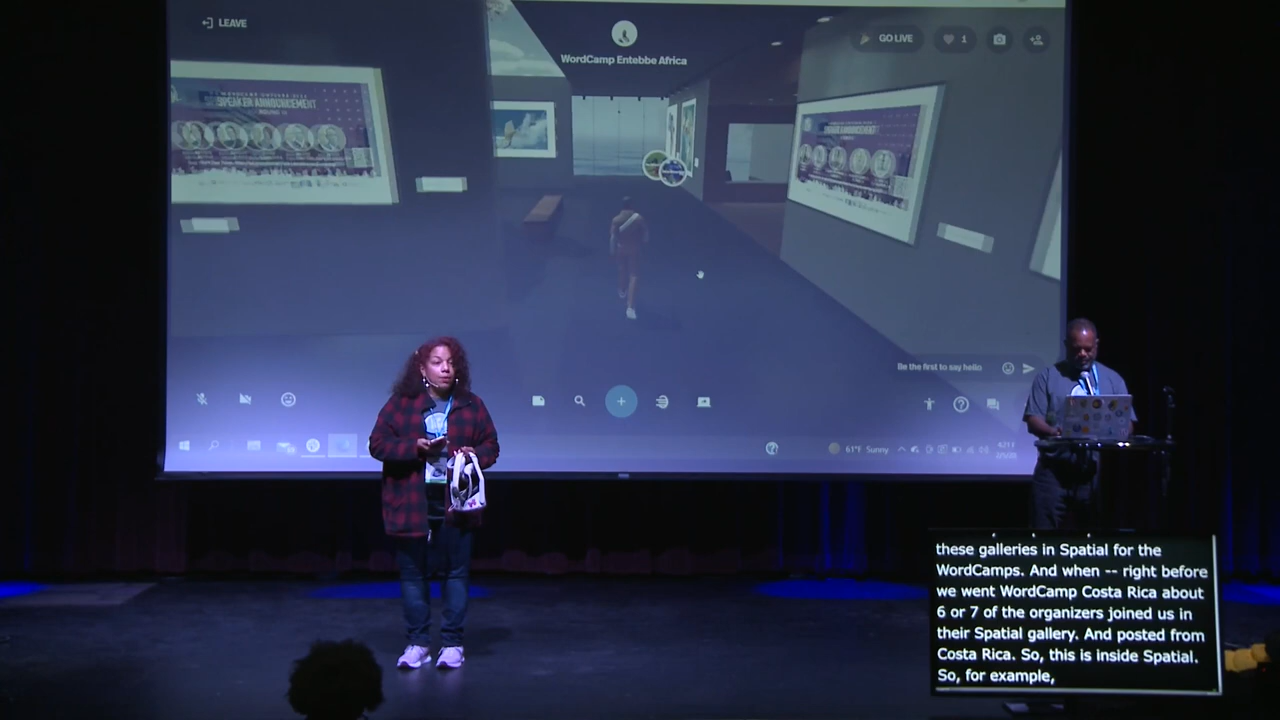 LEAVE
WordCamp Entebbe Africa
GO LIVE
1
SPEAKER ANNOUNCEMENT
SPEAKER ANNOUNCEMENT
Be the first to say hello
61°F Sunny
these galleries in Spatial for the
WordCamps. And when -- right before
we went WordCamp Costa Rica about
6 or 7 of the organizers joined us in
their Spatial gallery. And posted from
Costa Rica. So, this is inside Spatial.
So, for example,